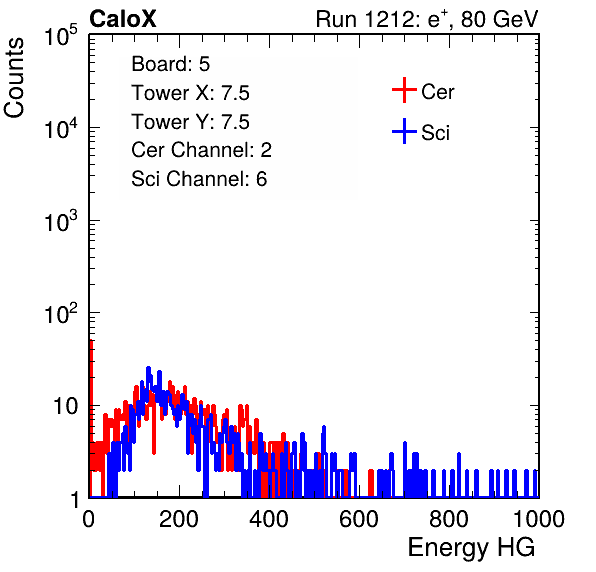 CaloX Run 1212: e⁺, 80 GeV
Counts
Board: 5
Tower X: 7.5
Tower Y: 7.5
Cer Channel: 2
Sci Channel: 6
Cer
Sci
10⁵
10⁴
10³
10²
10
1
0 200 400 600 800 1000
Energy HG